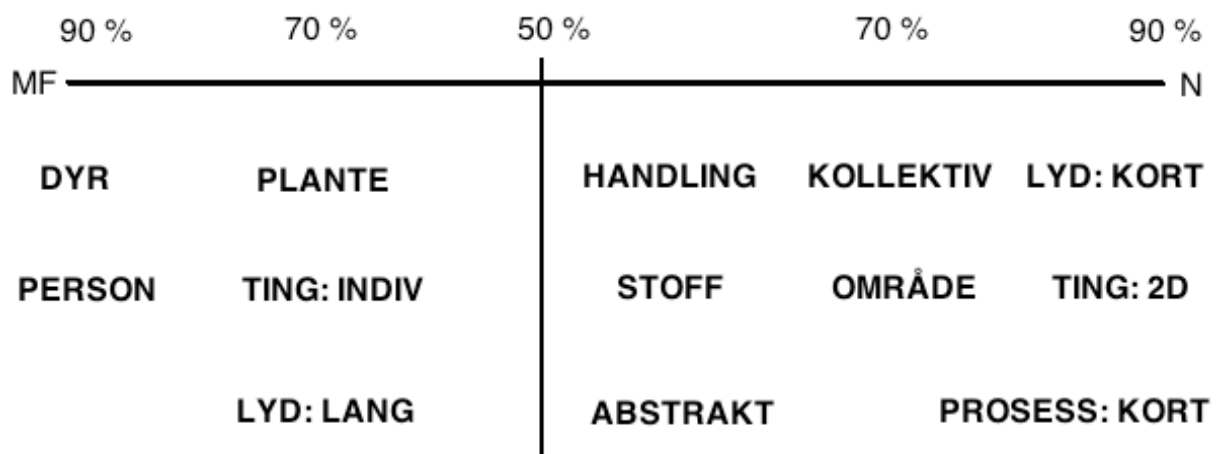 90 % 70 % 50 % 70 % 90 %
MF N
DYR PLANTE HANDLING KOLLEKTIV LYD: KORT
PERSON TING: INDIV STOFF OMRÅDE TING: 2D
LYD: LANG ABSTRAKT PROSESS: KORT